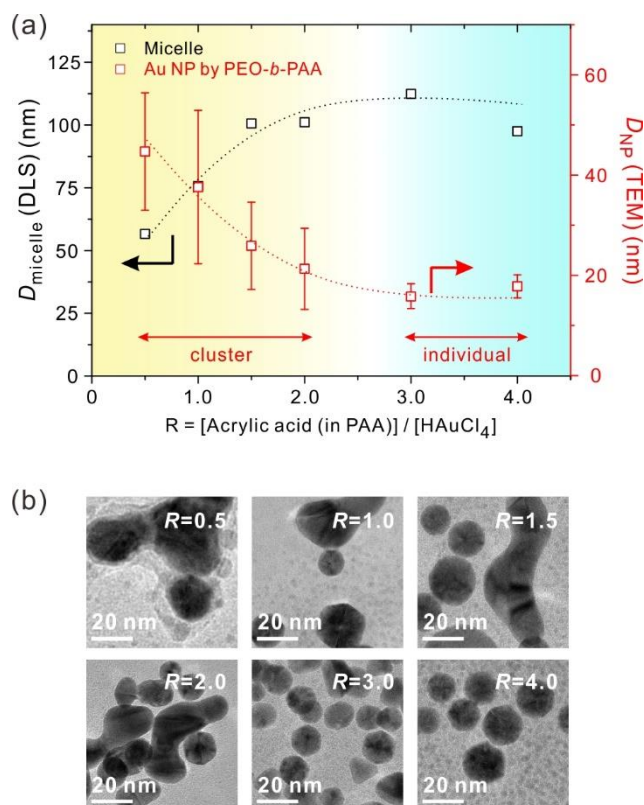 (a)
Micelle
Au NP by PEO-b-PAA
D_micelle (DLS) (nm)
125
100
75
50
25
0
D_NP (TEM) (nm)
60
40
20
0
cluster
individual
0 1.0 2.0 3.0 4.0
R = [Acrylic acid (in PAA)] / [HAuCl₄]
(b)
R=0.5
20 nm
R=1.0
20 nm
R=1.5
20 nm
R=2.0
20 nm
R=3.0
20 nm
R=4.0
20 nm